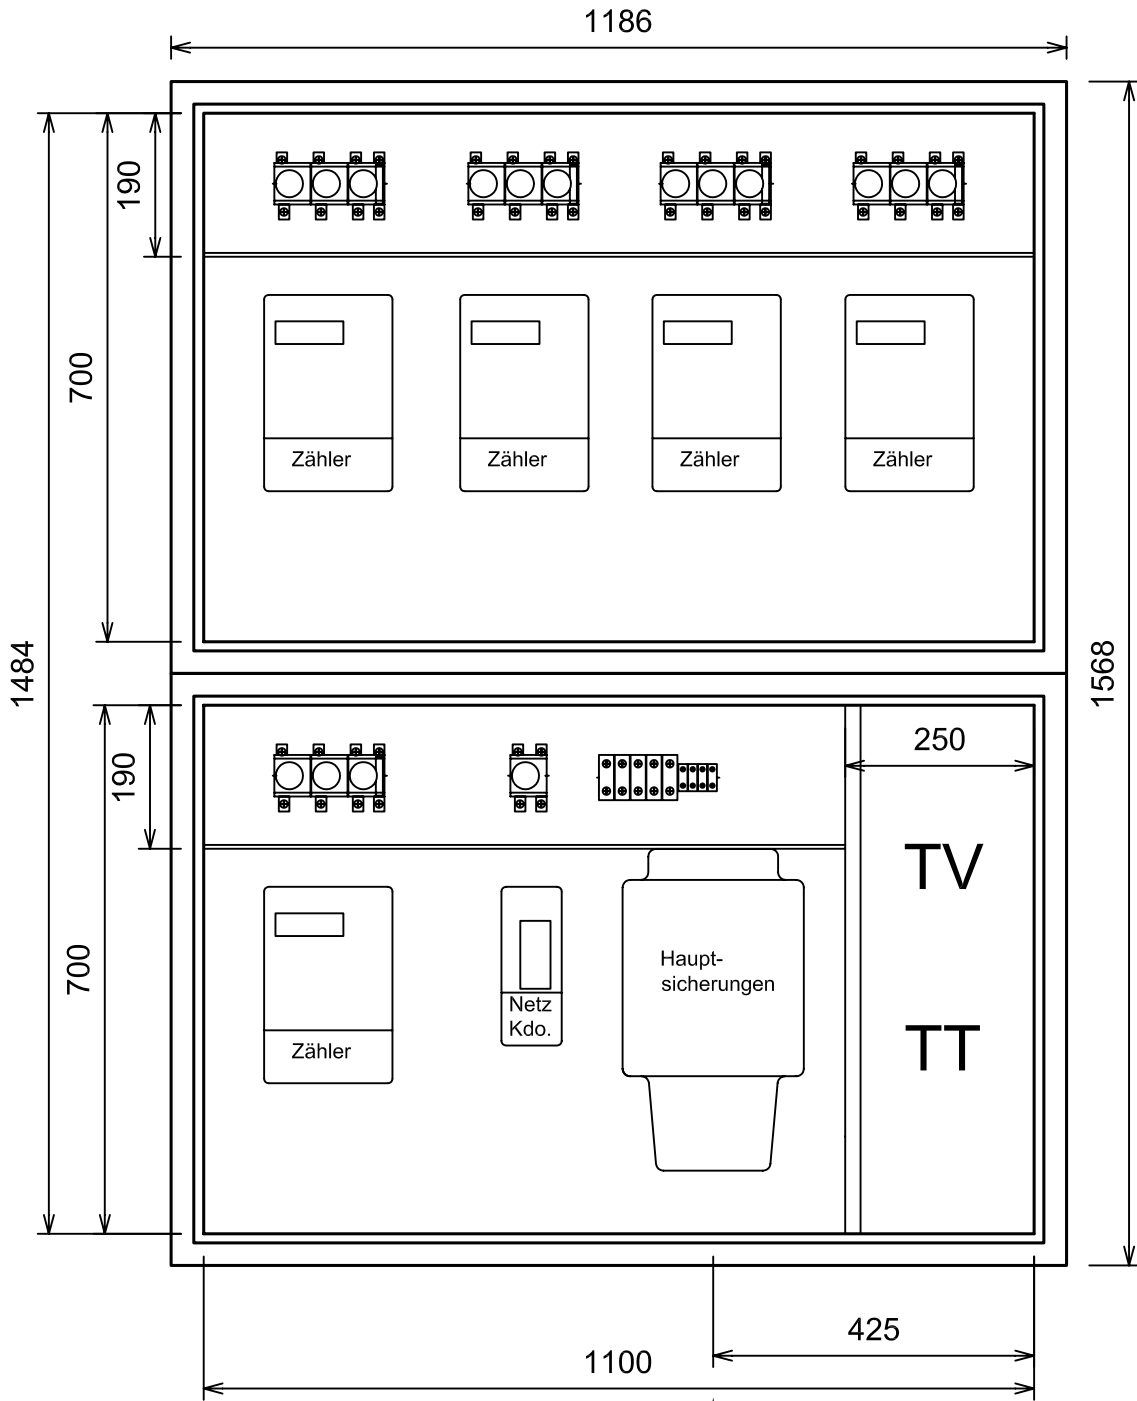 1186
190
700
Zähler
Zähler
Zähler
Zähler
1484
1568
190
250
TV
700
Haupt-
sicherungen
Netz
Kdo.
TT
Zähler
425
1100